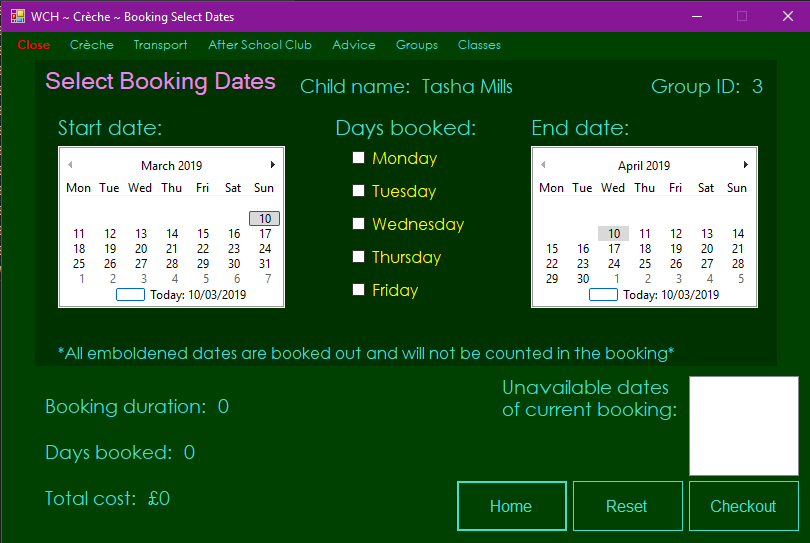 WCH ~ Crèche ~ Booking Select Dates
Close Crèche Transport After School Club Advice Groups Classes
Select Booking Dates
Child name: Tasha Mills
Group ID: 3
Start date:
March 2019
Mon Tue Wed Thu Fri Sat Sun
10
11 12 13 14 15 16 17
18 19 20 21 22 23 24
25 26 27 28 29 30 31
1 2 3 4 5 6 7
Today: 10/03/2019
Days booked:
Monday
Tuesday
Wednesday
Thursday
Friday
End date:
April 2019
Mon Tue Wed Thu Fri Sat Sun
10 11 12 13 14
15 16 17 18 19 20 21
22 23 24 25 26 27 28
29 30 1 2 3 4 5
Today: 10/03/2019
*All emboldened dates are booked out and will not be counted in the booking*
Booking duration: 0
Days booked: 0
Total cost: £0
Unavailable dates
of current booking:
Home Reset Checkout